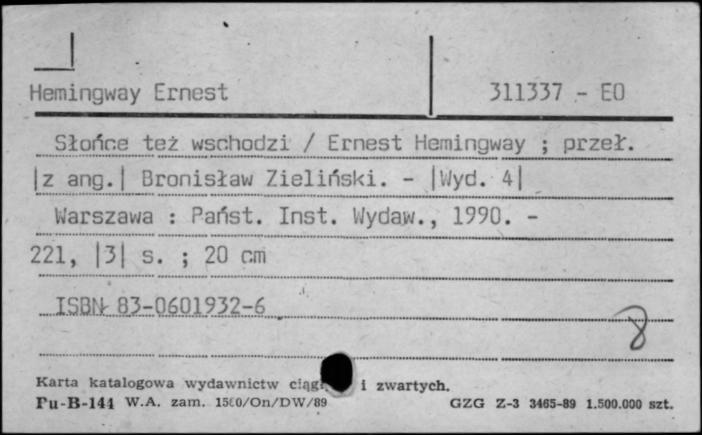 Hemingway Ernest 311337 - EO
Słońce też wschodzi / Ernest Hemingway ; przeł.
|z ang.| Bronisław Zieliński. - |Wyd. 4|
Warszawa : Państ. Inst. Wydaw., 1990. -
221, |3| s. ; 20 cm
ISBN 83-0601932-6
8
Karta katalogowa wydawnictw i zwartych.
Pu-B-144 W.A. zam. /On/DW/89 GZG Z-3 3465-89 1.500.000 szt.